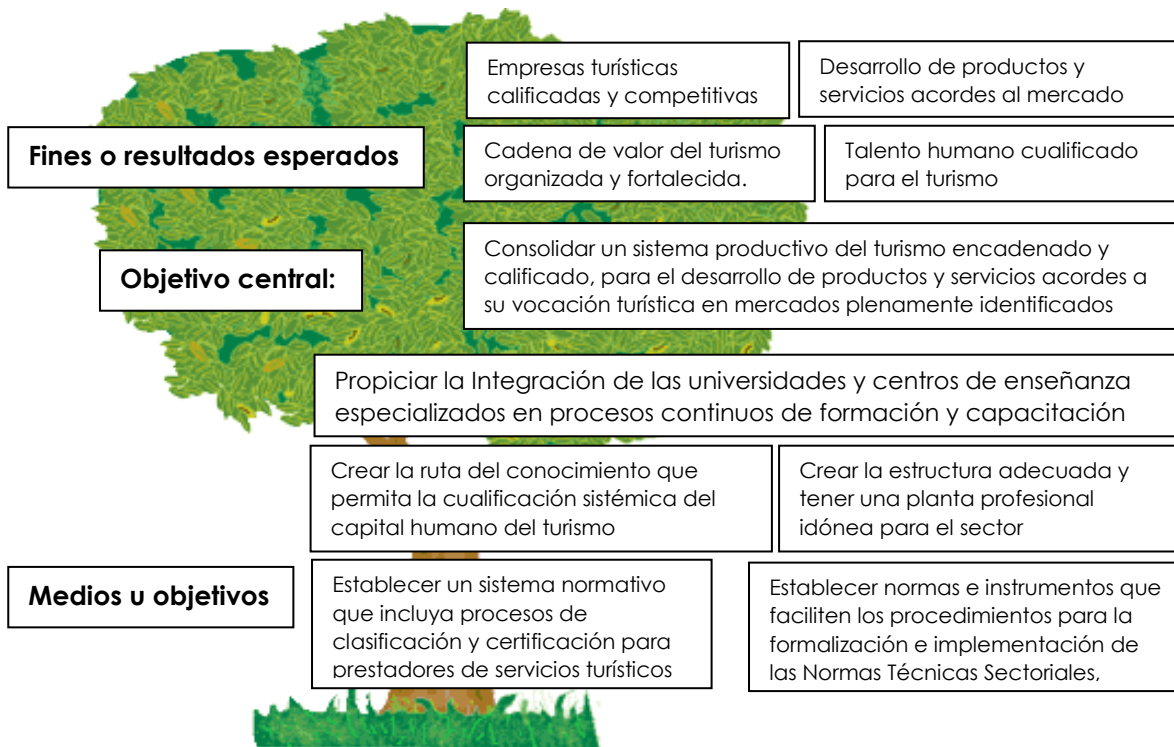 Empresas turísticas
calificadas y competitivas
Desarrollo de productos y
servicios acordes al mercado
Fines o resultados esperados
Cadena de valor del turismo
organizada y fortalecida.
Talento humano cualificado
para el turismo
Objetivo central:
Consolidar un sistema productivo del turismo encadenado y
calificado, para el desarrollo de productos y servicios acordes a
su vocación turística en mercados plenamente identificados
Propiciar la Integración de las universidades y centros de enseñanza
especializados en procesos continuos de formación y capacitación
Crear la ruta del conocimiento que
permita la cualificación sistémica del
capital humano del turismo
Crear la estructura adecuada y
tener una planta profesional
idónea para el sector
Medios u objetivos
Establecer un sistema normativo
que incluya procesos de
clasificación y certificación para
prestadores de servicios turísticos
Establecer normas e instrumentos que
faciliten los procedimientos para la
formalización e implementación de
las Normas Técnicas Sectoriales,